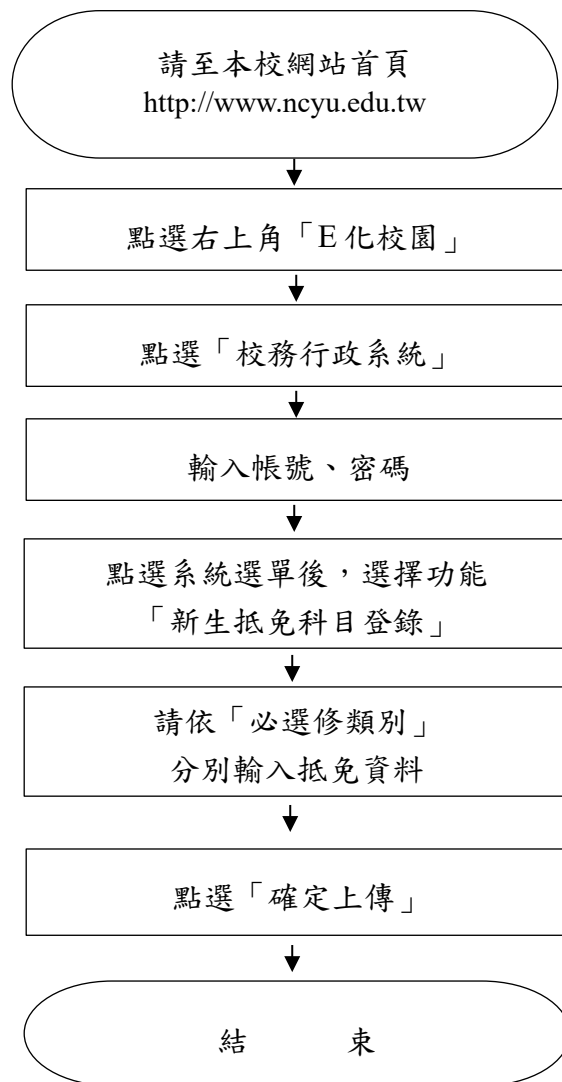 請至本校網站首頁
http://www.ncyu.edu.tw
點選右上角「E化校園」
點選「校務行政系統」
輸入帳號、密碼
點選系統選單後，選擇功能
「新生抵免科目登錄」
請依「必選修類別」
分別輸入抵免資料
點選「確定上傳」
結　　　束